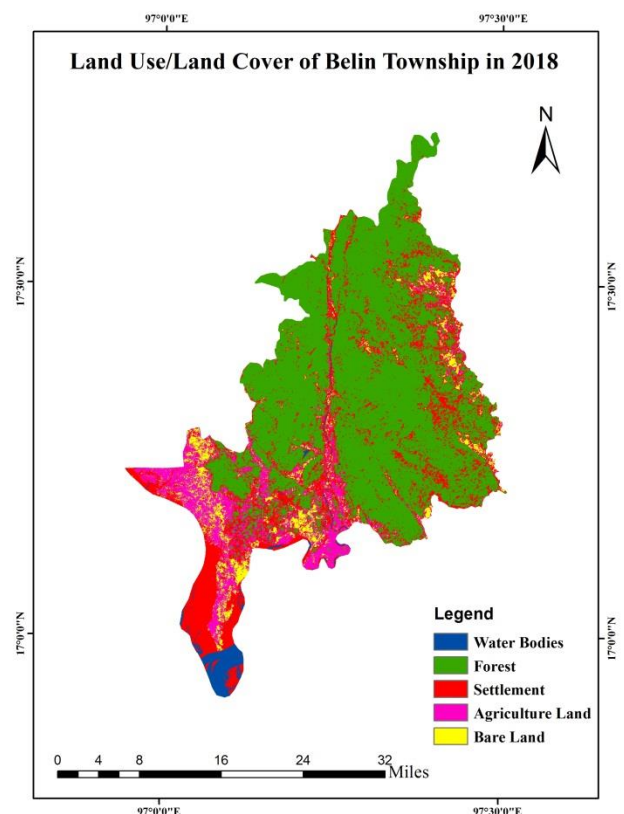 97°0'0"E 97°30'0"E
Land Use/Land Cover of Belin Township in 2018
N
17°30'0"N 17°30'0"N
17°0'0"N 17°0'0"N
Legend
Water Bodies
Forest
Settlement
Agriculture Land
Bare Land
0 2 4 8 16 24 32
Miles
97°0'0"E 97°30'0"E